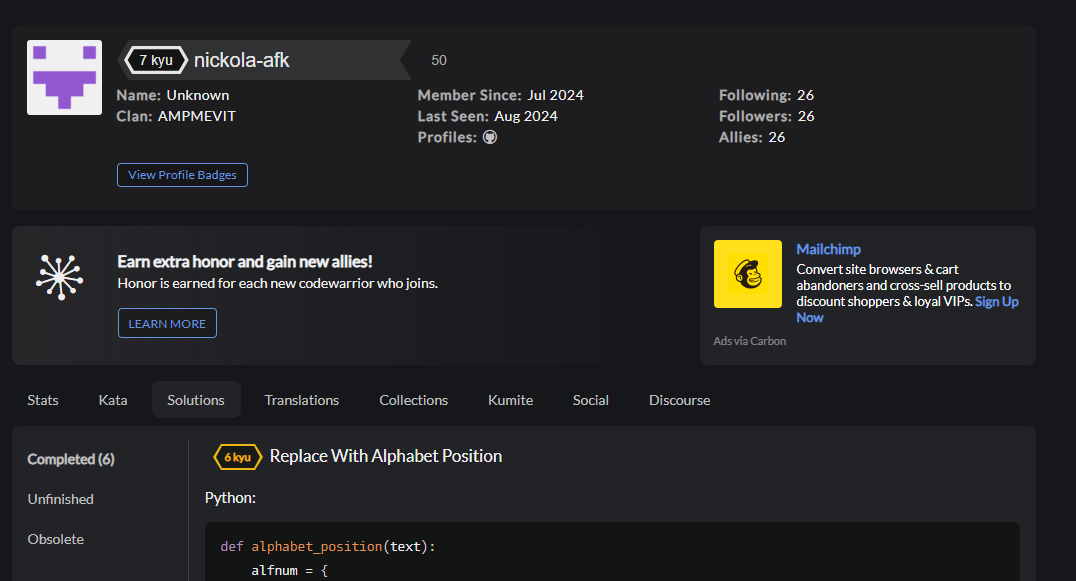 7 kyu nickola-afk 50
Name: Unknown
Clan: AMPMEVIT
Member Since: Jul 2024
Last Seen: Aug 2024
Profiles:
Following: 26
Followers: 26
Allies: 26
View Profile Badges
Earn extra honor and gain new allies!
Honor is earned for each new codewarrior who joins.
LEARN MORE
Mailchimp
Convert site browsers & cart
abandoners and cross-sell products to
discount shoppers & loyal VIPs. Sign Up
Now
Ads via Carbon
Stats Kata Solutions Translations Collections Kumite Social Discourse
Completed (6)
Unfinished
Obsolete
6 kyu Replace With Alphabet Position
Python:
def alphabet_position(text):
    alfnum = {